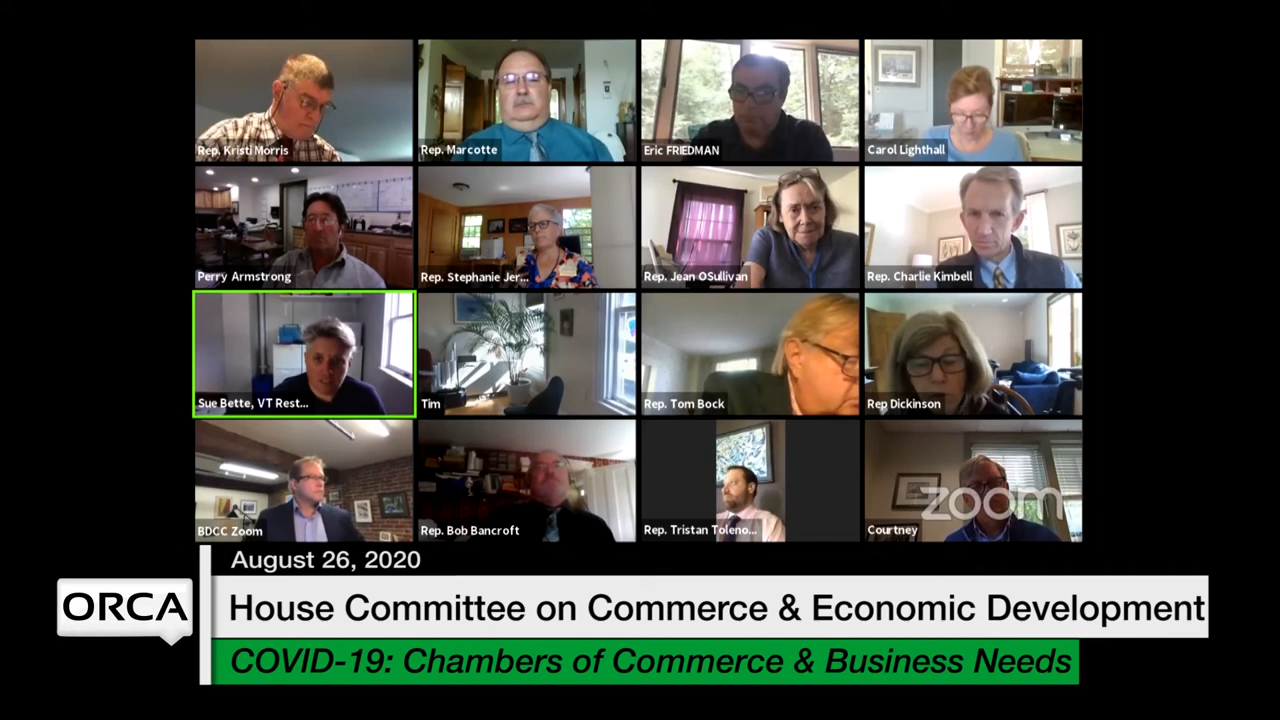 Rep. Kristi Morris
Rep. Marcotte
Eric FRIEDMAN
Carol Lighthall
Perry Armstrong
Rep. Stephanie Jer...
Rep. Jean OSullivan
Rep. Charlie Kimbell
Sue Bette, VT Rest...
Tim
Rep. Tom Bock
Rep Dickinson
BDCC Zoom
Rep. Bob Bancroft
Rep. Tristan Toleno...
Courtney
zoom
August 26, 2020
ORCA
House Committee on Commerce & Economic Development
COVID-19: Chambers of Commerce & Business Needs